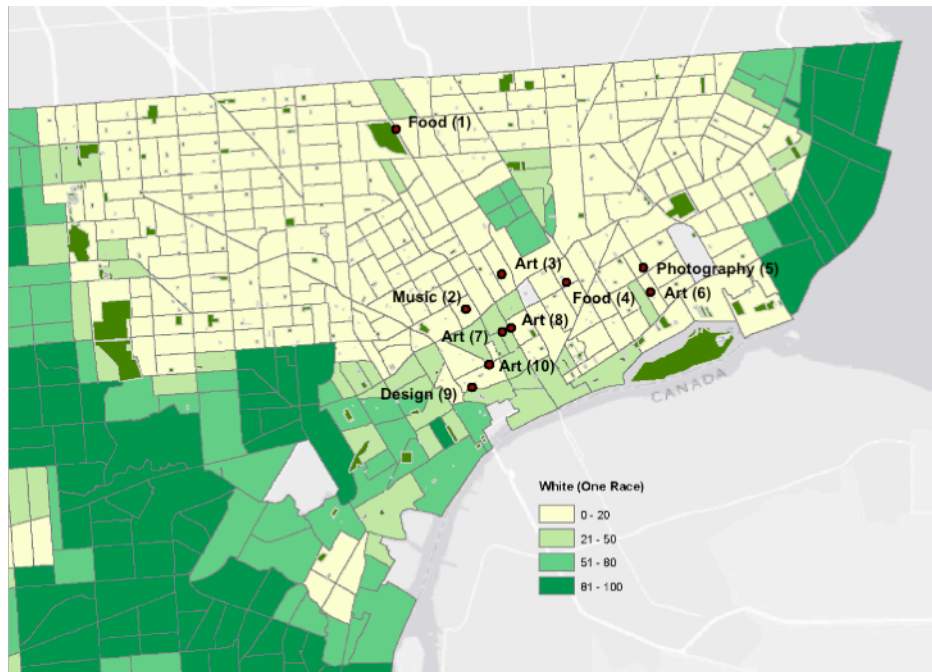 Food (1)
Art (3)
Photography (5)
Music (2)
Food (4)
Art (6)
Art (8)
Art (7)
Art (10)
Design (9)
CANADA
White (One Race)
0 - 20
21 - 50
51 - 80
81 - 100